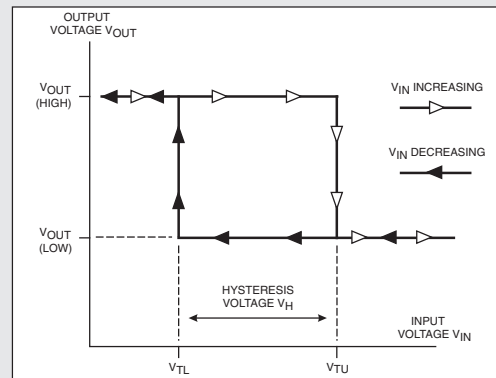 OUTPUT
VOLTAGE VOUT
VOUT
(HIGH)
VIN INCREASING
VIN DECREASING
VOUT
(LOW)
HYSTERESIS
VOLTAGE VH
INPUT
VOLTAGE VIN
VTL
VTU